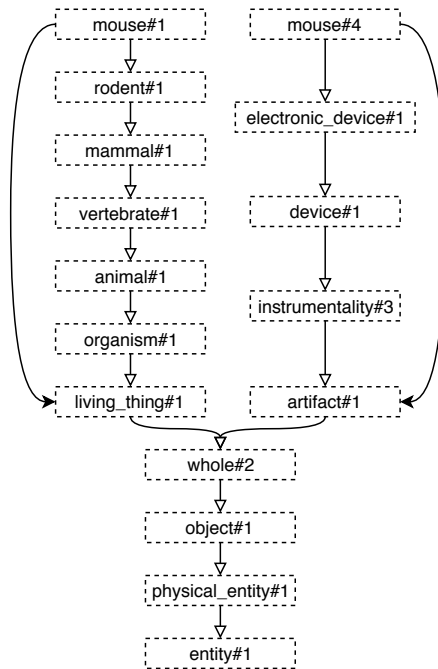 mouse#1
mouse#4
rodent#1
electronic_device#1
mammal#1
vertebrate#1
device#1
animal#1
instrumentality#3
organism#1
living_thing#1
artifact#1
whole#2
object#1
physical_entity#1
entity#1